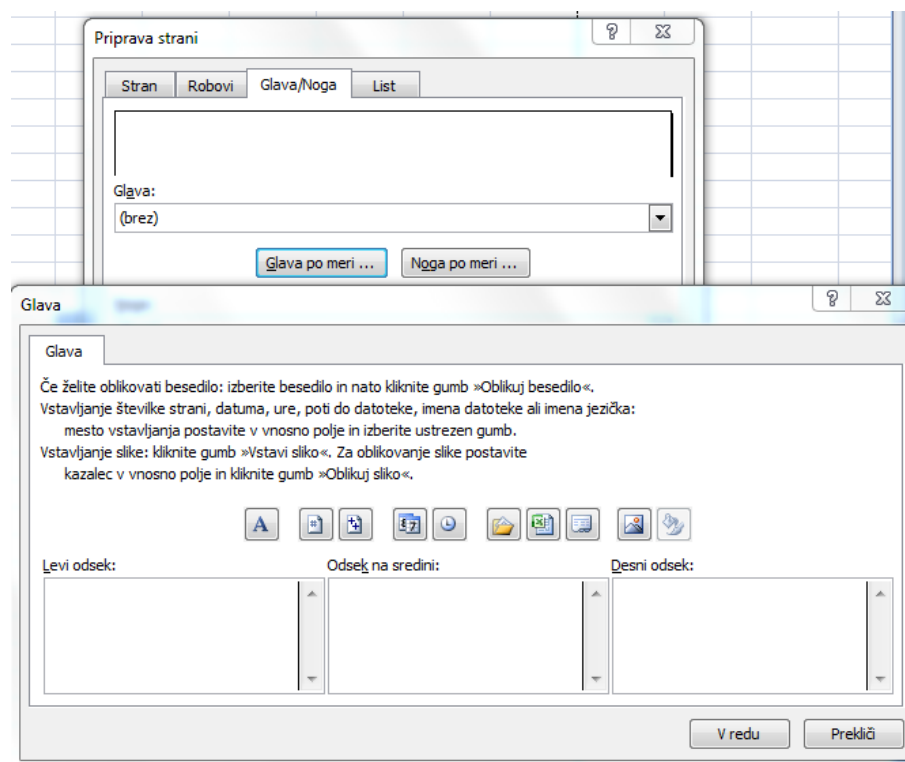 Priprava strani
Stran Robovi Glava/Noga List
Glava:
(brez)
Glava po meri ... Noga po meri ...
Glava
Glava
Če želite oblikovati besedilo: izberite besedilo in nato kliknite gumb »Oblikuj besedilo«.
Vstavljanje številke strani, datuma, ure, poti do datoteke, imena datoteke ali imena jezička:
mesto vstavljanja postavite v vnosno polje in izberite ustrezen gumb.
Vstavljanje slike: kliknite gumb »Vstavi sliko«. Za oblikovanje slike postavite
kazalec v vnosno polje in kliknite gumb »Oblikuj sliko«.
A
Levi odsek: Odsek na sredini: Desni odsek:
V redu Prekliči